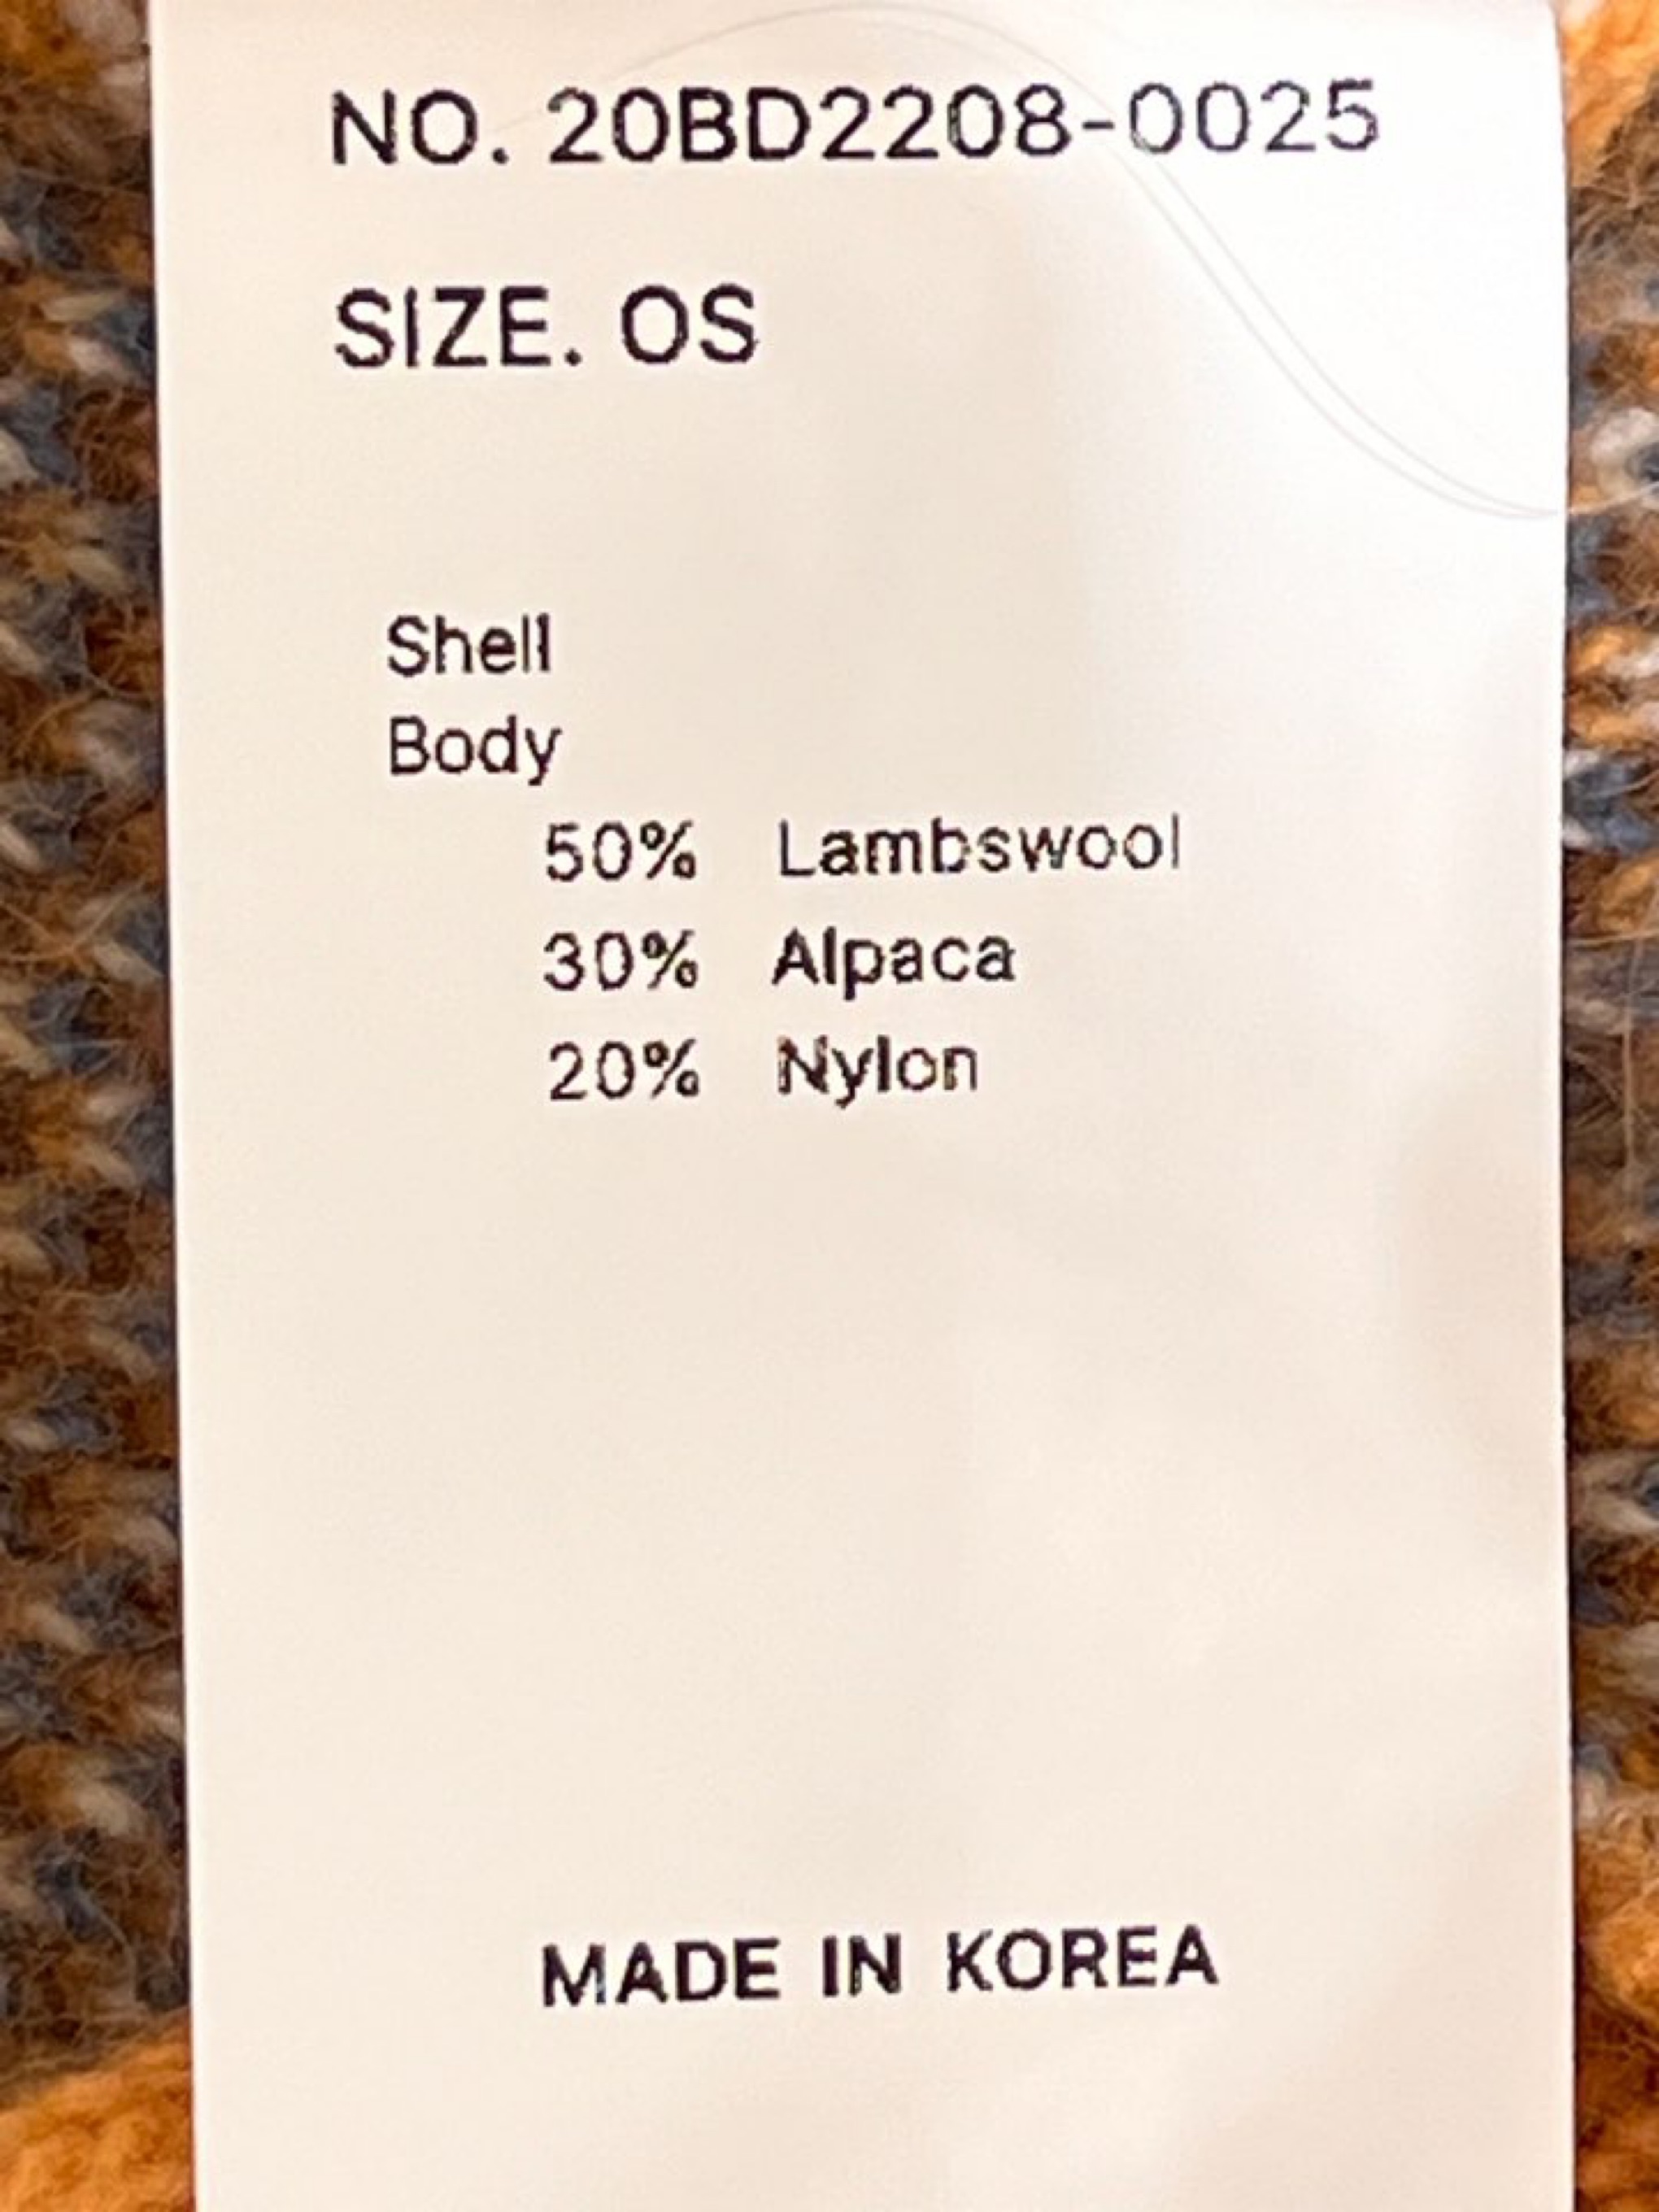 NO. 20BD2208-0025
SIZE. OS
Shell
Body
50% Lambswool
30% Alpaca
20% Nylon
MADE IN KOREA